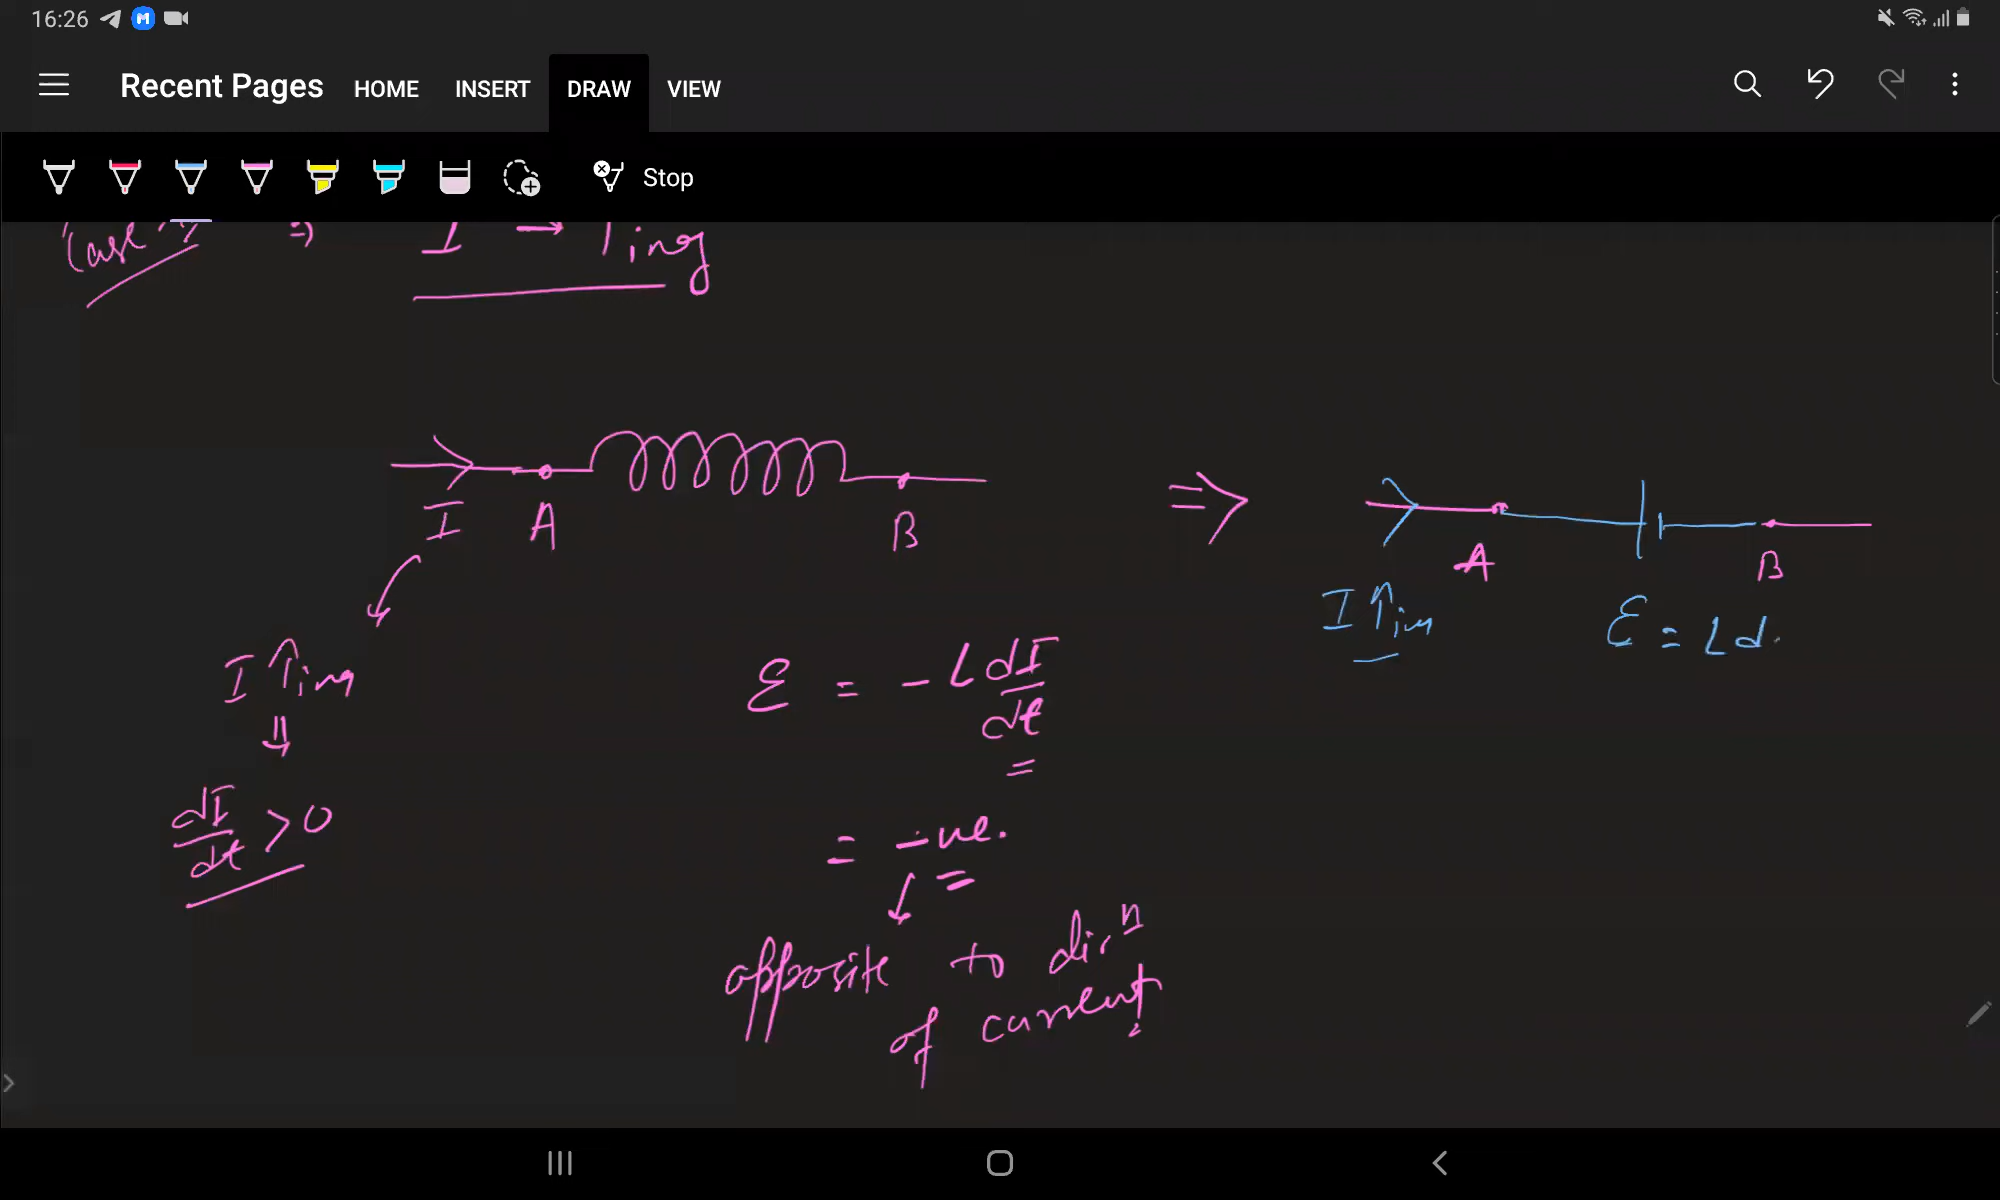 16:26
Recent Pages HOME INSERT DRAW VIEW
Stop
Case-I ⇒ I → ↑ing
I A B ⇒ A B
I ↑ing
⇓
dI/dt > 0
ε = - L dI/dt
= -ve.
↓
opposite to dirⁿ
of current
I ↑ing
ε = L d